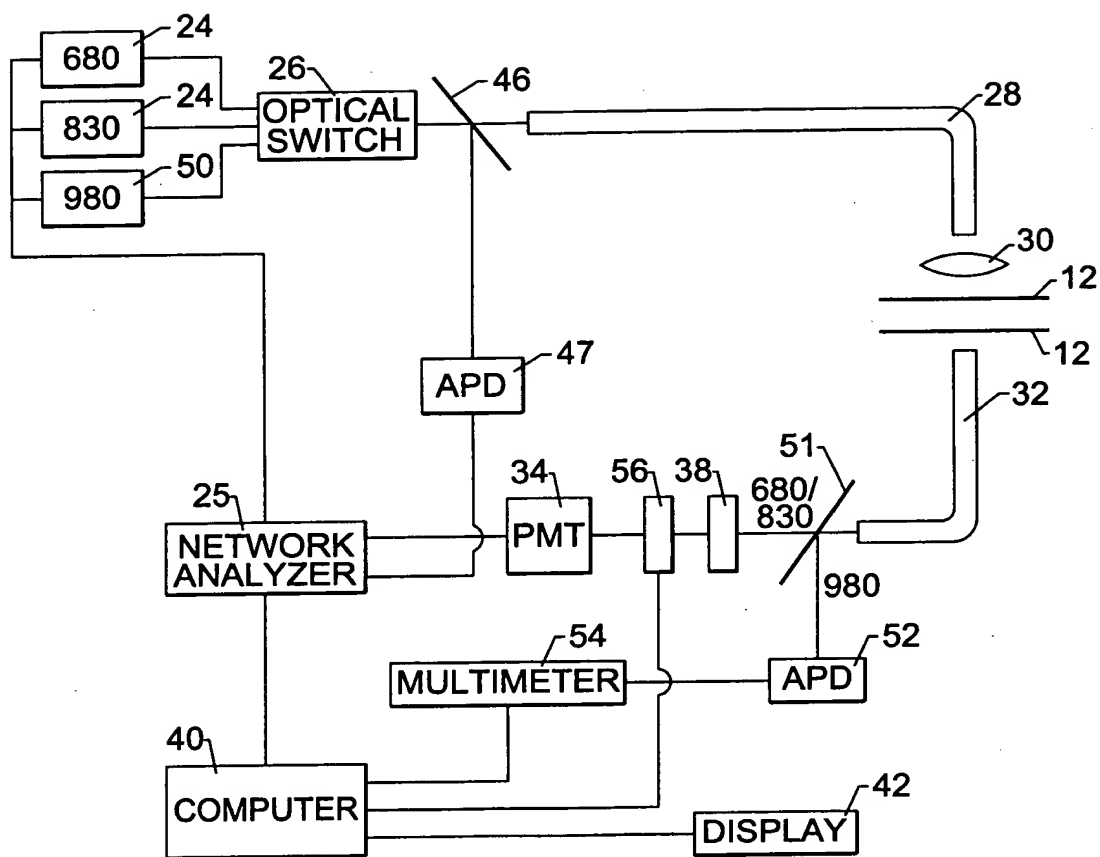 24
680
24
830
50
980
26
OPTICAL
SWITCH
46
28
30
12
12
47
APD
32
51
680/
830
980
38
56
34
PMT
25
NETWORK
ANALYZER
54
MULTIMETER
52
APD
40
COMPUTER
42
DISPLAY